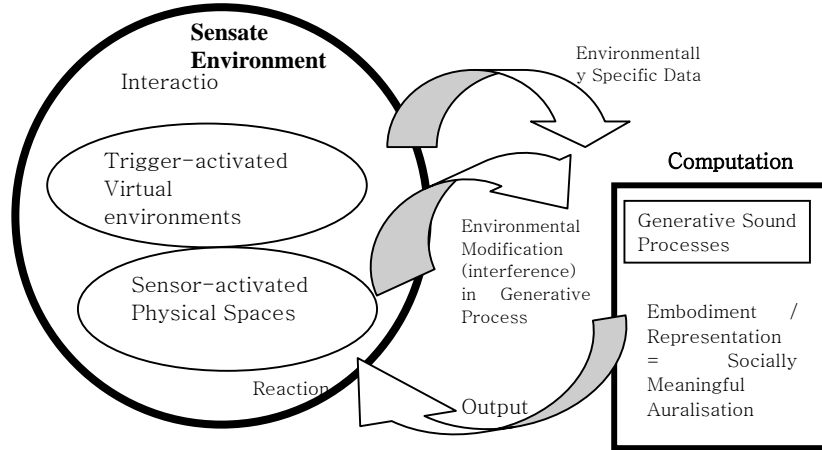 Sensate
Environment
Interactio
Trigger-activated
Virtual
environments
Sensor-activated
Physical Spaces
Reaction
Environmentall
y Specific Data
Environmental
Modification
(interference)
in Generative
Process
Output
Computation
Generative Sound
Processes
Embodiment /
Representation
= Socially
Meaningful
Auralisation